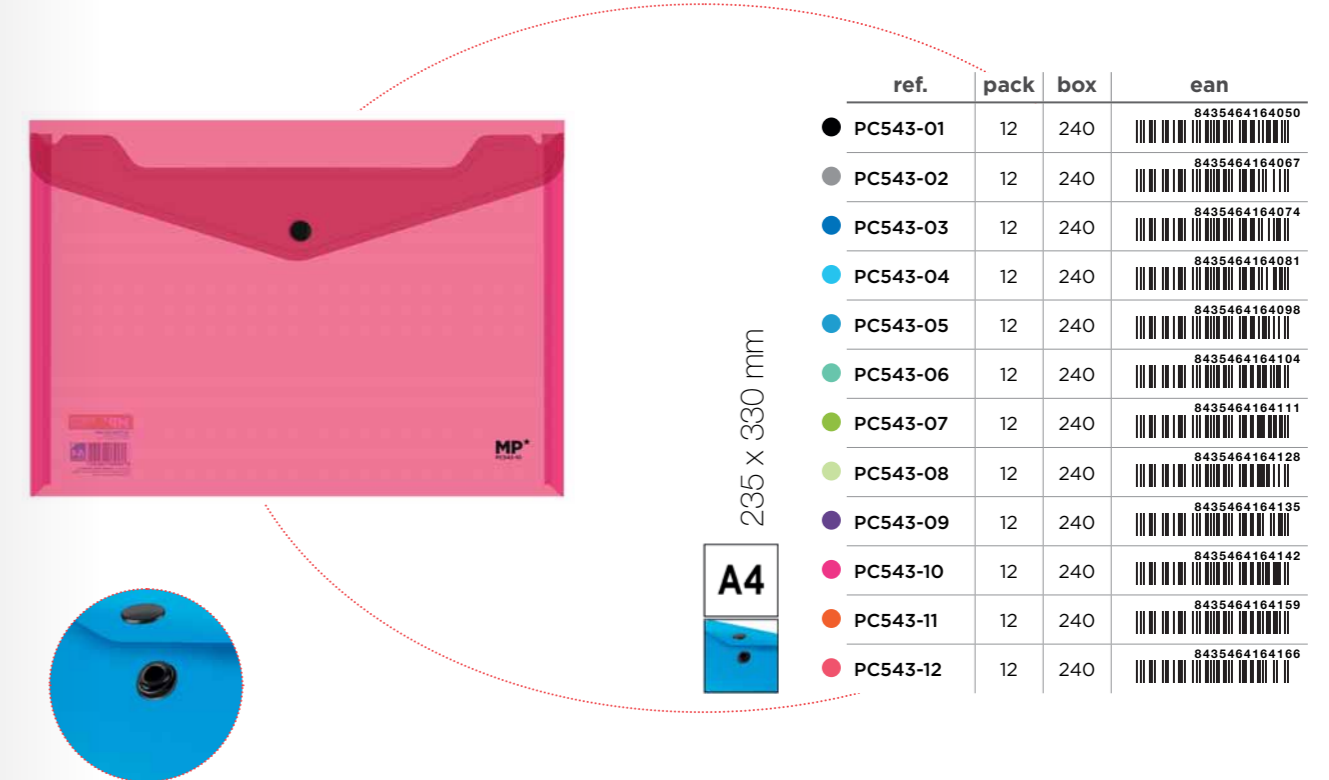 ref. pack box ean
PC543-01 12 240 8435464164050
PC543-02 12 240 8435464164067
PC543-03 12 240 8435464164074
PC543-04 12 240 8435464164081
PC543-05 12 240 8435464164098
PC543-06 12 240 8435464164104
PC543-07 12 240 8435464164111
PC543-08 12 240 8435464164128
PC543-09 12 240 8435464164135
PC543-10 12 240 8435464164142
PC543-11 12 240 8435464164159
PC543-12 12 240 8435464164166
235 x 330 mm
A4
MP*
PC543-10